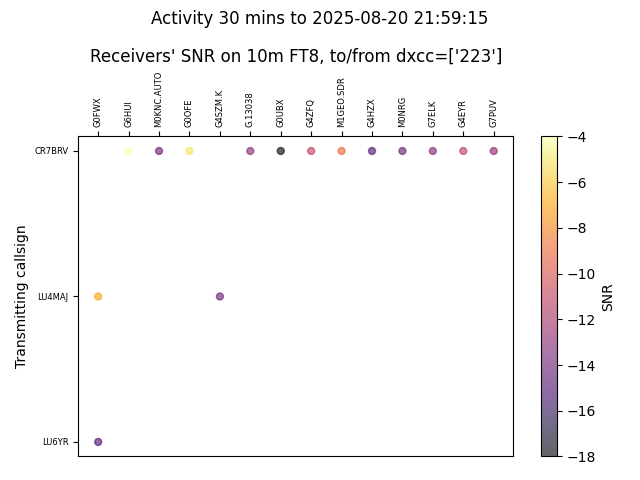 Activity 30 mins to 2025-08-20 21:59:15
Receivers' SNR on 10m FT8, to/from dxcc=['223']
G0FWX
G6HUI
M0KNC.AUTO
G0OFE
G4SZM.K
G.13038
G0UBX
G4ZFQ
M1GEO.SDR
G4HZX
M0NRG
G7ELK
G4EYR
G7PUV
CR7BRV
LU4MAJ
LU6YR
Transmitting callsign
−4
−6
−8
−10
−12
−14
−16
−18
SNR